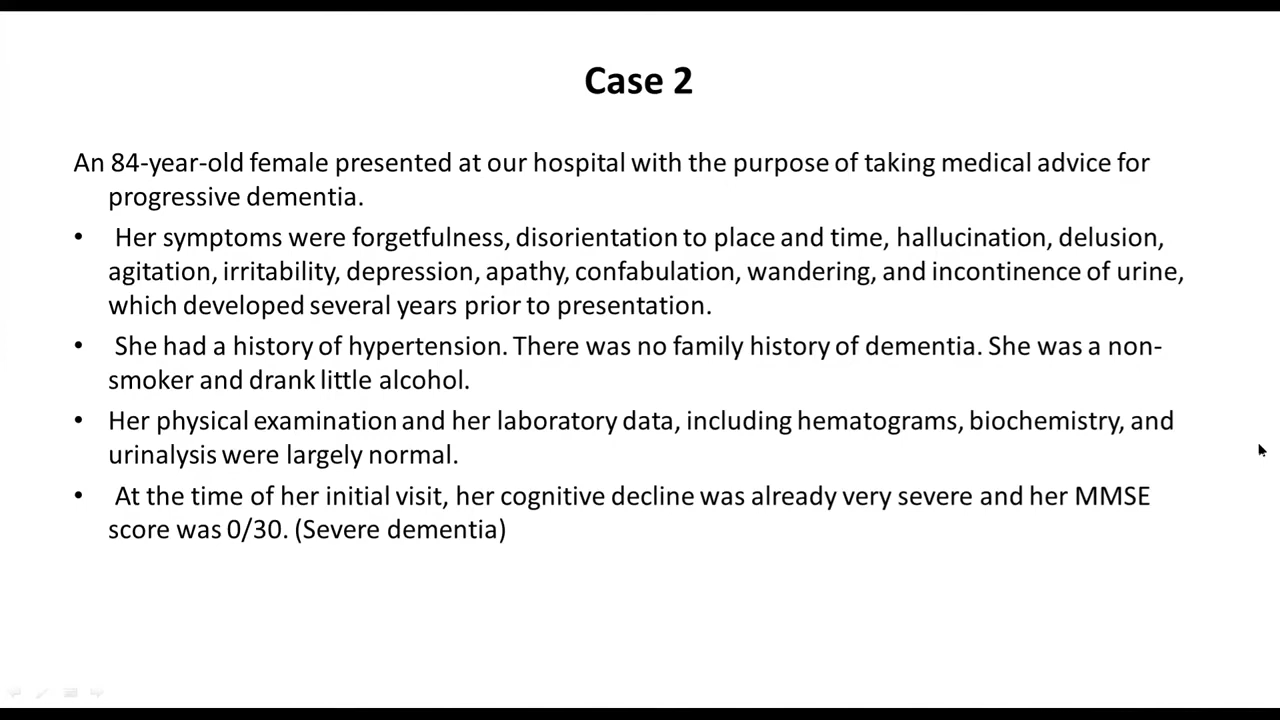 Case 2
An 84-year-old female presented at our hospital with the purpose of taking medical advice for
progressive dementia.
• Her symptoms were forgetfulness, disorientation to place and time, hallucination, delusion,
agitation, irritability, depression, apathy, confabulation, wandering, and incontinence of urine,
which developed several years prior to presentation.
• She had a history of hypertension. There was no family history of dementia. She was a non-
smoker and drank little alcohol.
• Her physical examination and her laboratory data, including hematograms, biochemistry, and
urinalysis were largely normal.
• At the time of her initial visit, her cognitive decline was already very severe and her MMSE
score was 0/30. (Severe dementia)